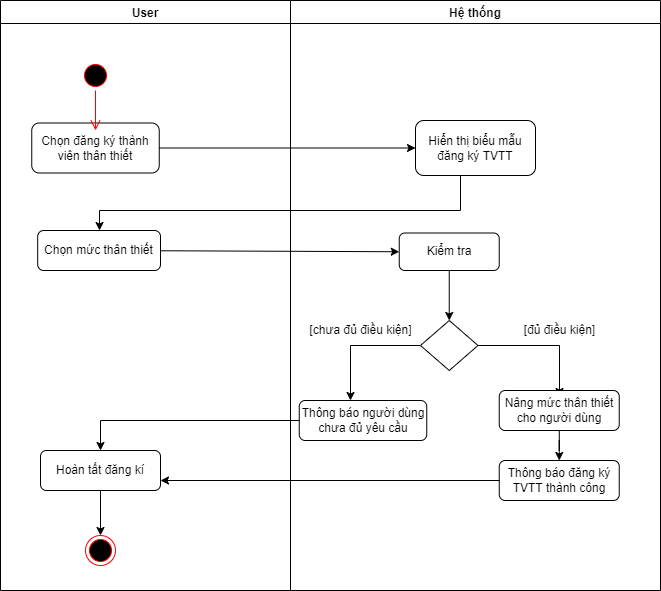 User
Hệ thống
Chọn đăng ký thành
viên thân thiết
Hiển thị biểu mẫu
đăng ký TVTT
Chọn mức thân thiết
Kiểm tra
[chưa đủ điều kiện]
[đủ điều kiện]
Thông báo người dùng
chưa đủ yêu cầu
Nâng mức thân thiết
cho người dùng
Hoàn tất đăng kí
Thông báo đăng ký
TVTT thành công